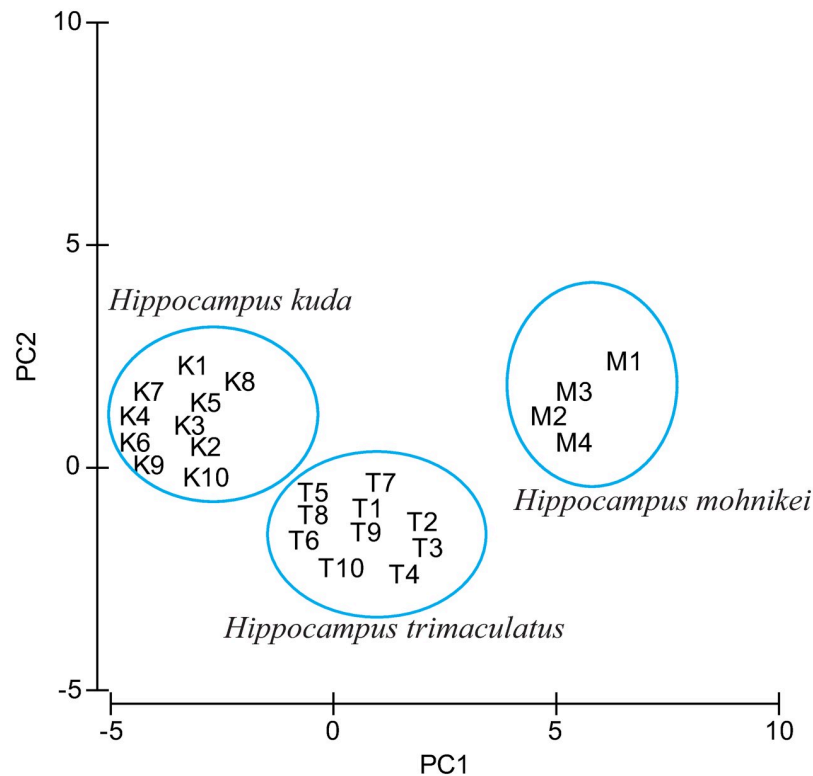 10
5
0
-5
PC2
Hippocampus kuda
K1
K8
K7
K5
K4
K3
K6
K2
K9
K10
M1
M3
M2
M4
Hippocampus mohnikei
T7
T5
T1
T8
T2
T9
T6
T3
T10
T4
Hippocampus trimaculatus
-5 0 5 10
PC1